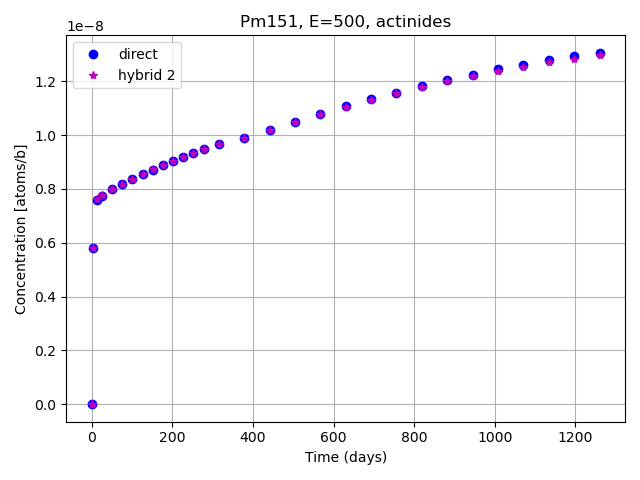 Pm151, E=500, actinides
1e−8
direct
hybrid 2
1.2
1.0
0.8
0.6
0.4
0.2
0.0
Concentration [atoms/b]
0 200 400 600 800 1000 1200
Time (days)